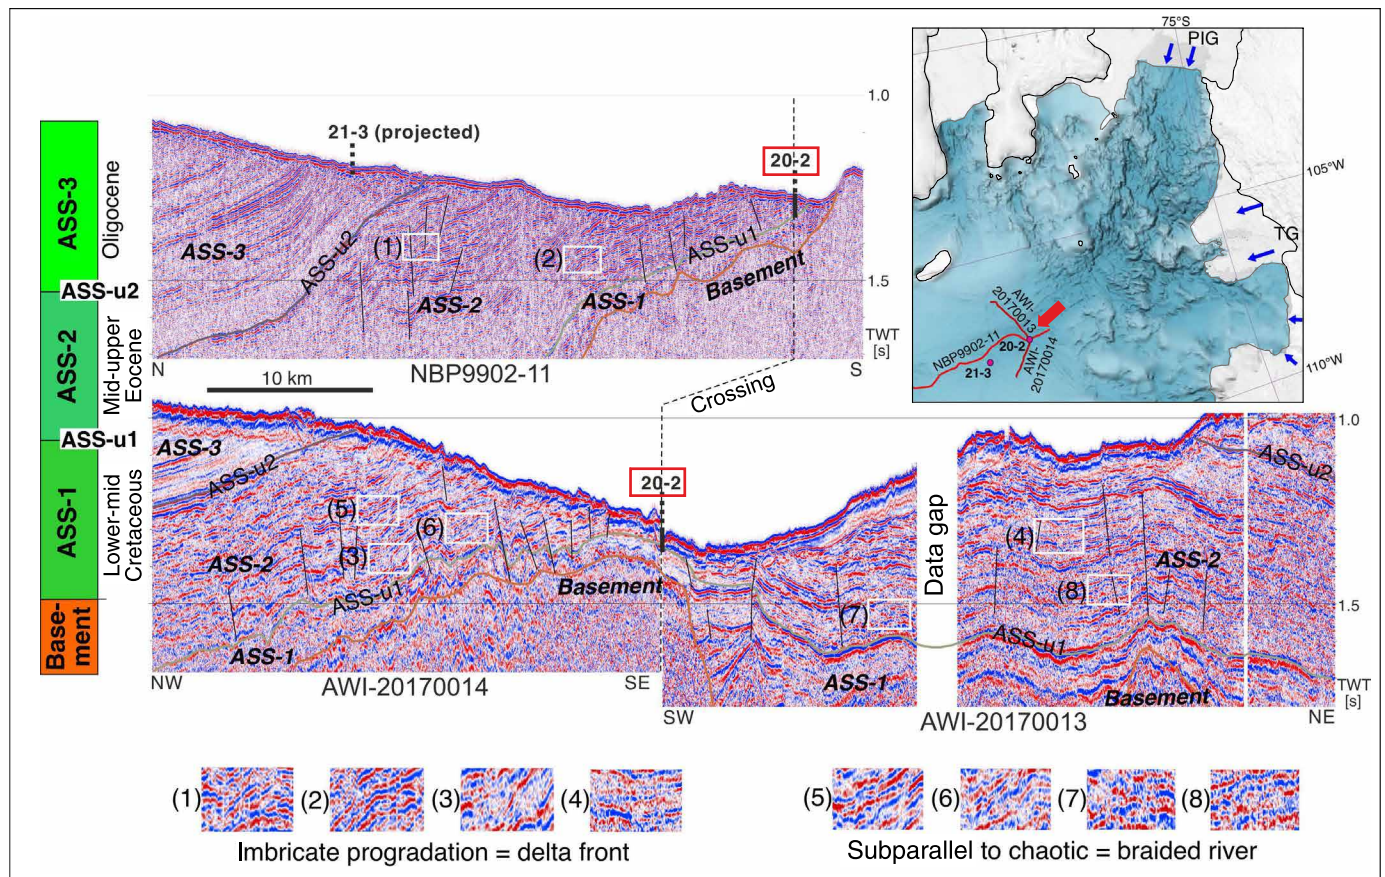 ASS-3
Oligocene
ASS-u2
ASS-2
Mid-upper
Eocene
ASS-u1
ASS-1
Lower-mid
Cretaceous
Base-
ment
21-3 (projected)
20-2
1.0
ASS-3
ASS-u2
(1)
(2)
ASS-2
ASS-1
ASS-u1
Basement
1.5
TWT
[s]
N
10 km
NBP9902-11
S
Crossing
75°S
PIG
105°W
TG
110°W
AWI-
20170013
NBP9902-11
20-2
AWI-
20170014
21-3
ASS-3
ASS-u2
(5)
(6)
(3)
ASS-2
ASS-u1
ASS-1
Basement
20-2
NW
AWI-20170014
SE
1.0
ASS-u2
Data gap
(4)
ASS-2
(8)
(7)
1.5
ASS-u1
ASS-1
Basement
TWT
[s]
SW
AWI-20170013
NE
(1)
(2)
(3)
(4)
Imbricate progradation = delta front
(5)
(6)
(7)
(8)
Subparallel to chaotic = braided river